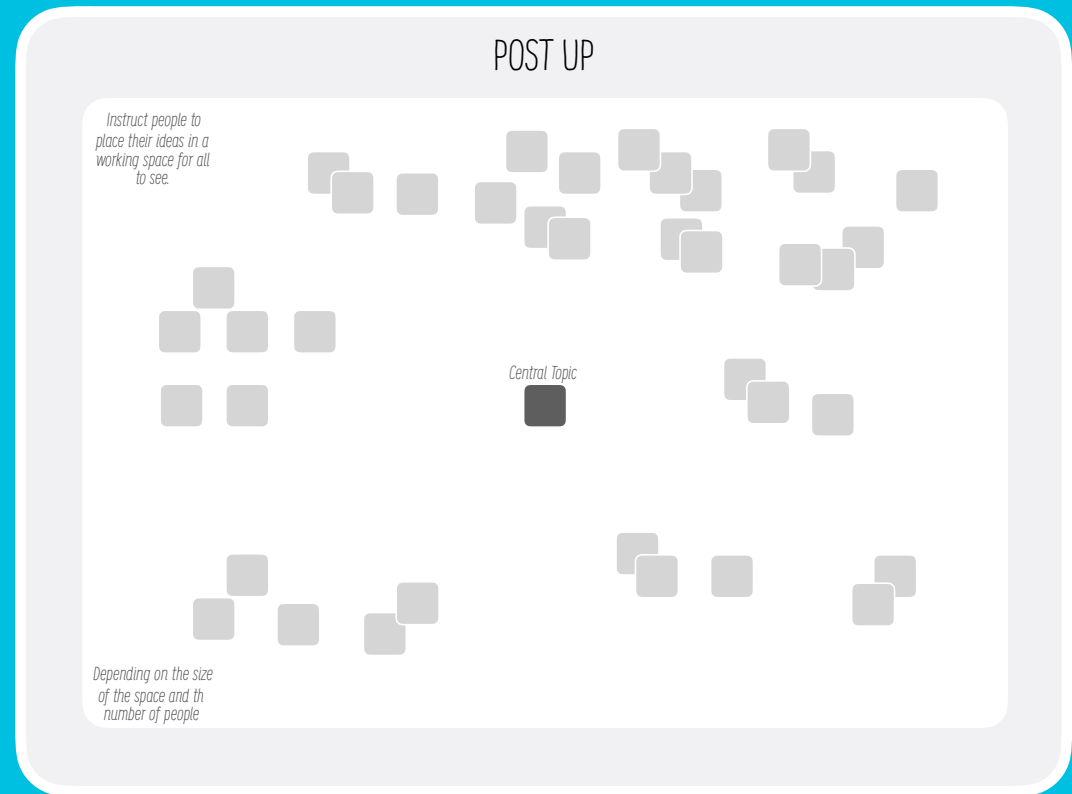 POST UP
Instruct people to
place their ideas in a
working space for all
to see.
Central Topic
Depending on the size
of the space and th
number of people